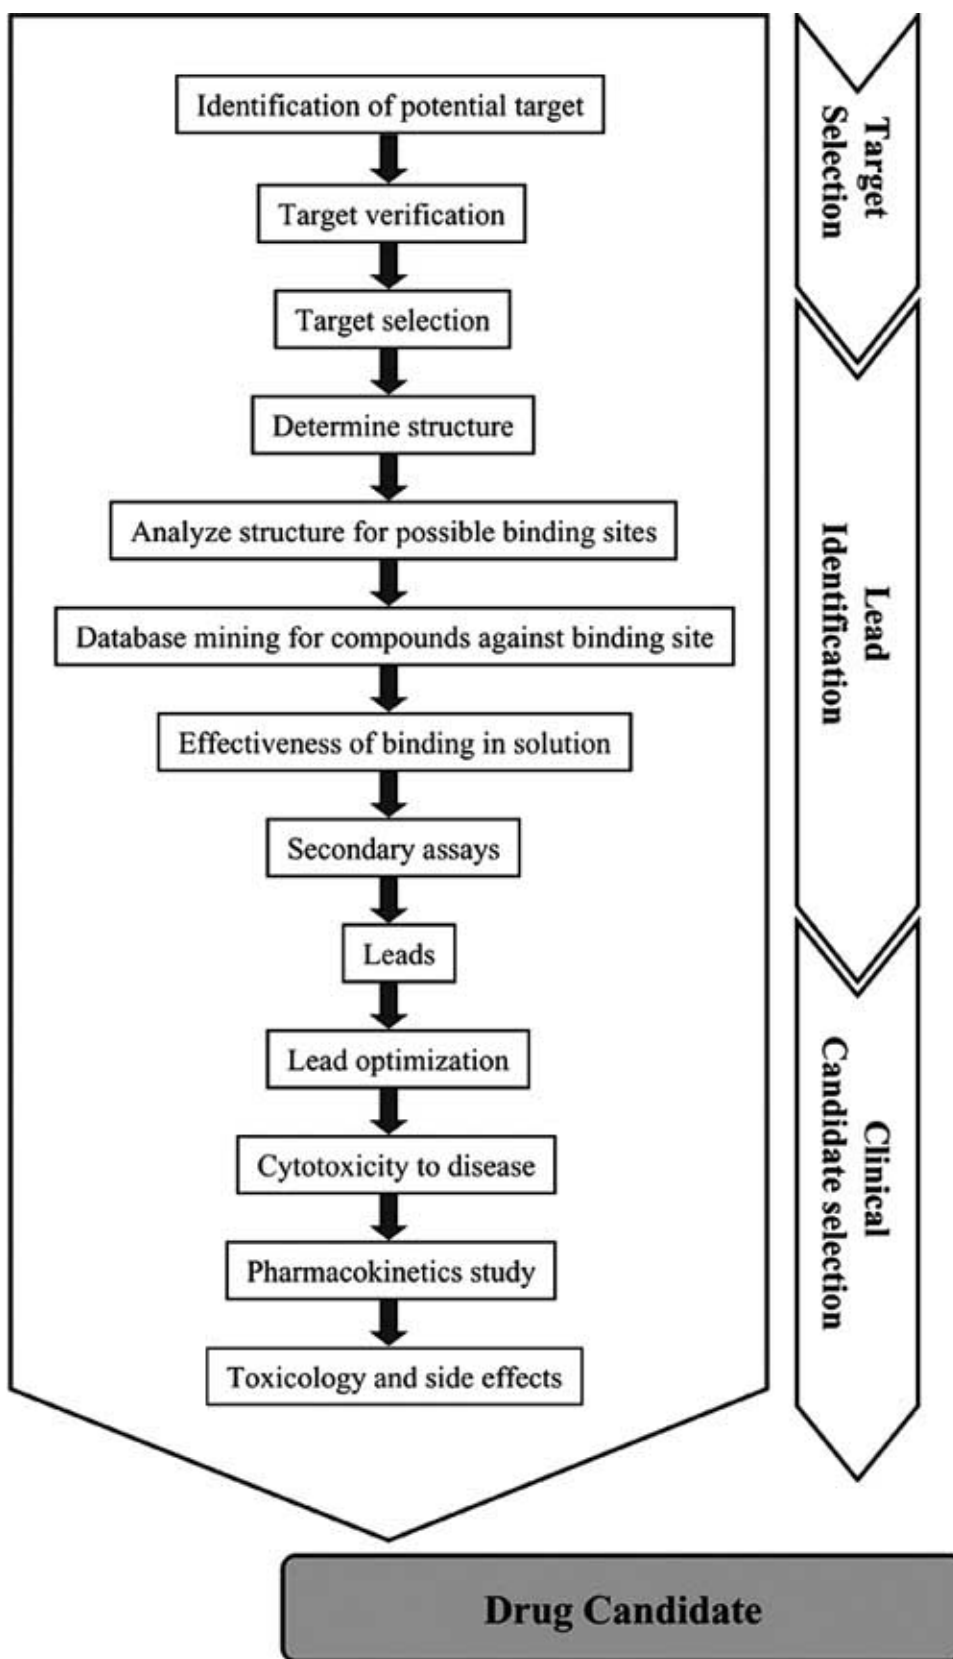 Identification of potential target
Target verification
Target selection
Determine structure
Analyze structure for possible binding sites
Database mining for compounds against binding site
Effectiveness of binding in solution
Secondary assays
Leads
Lead optimization
Cytotoxicity to disease
Pharmacokinetics study
Toxicology and side effects
Target
Selection
Lead
Identification
Clinical
Candidate selection
Drug Candidate